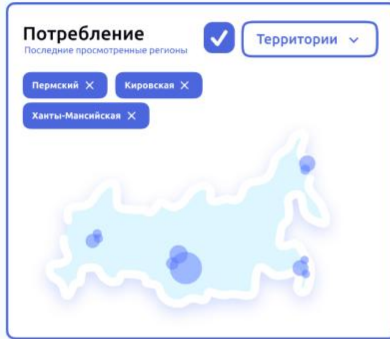 Потребление
Последние просмотренные регионы
Территории
Пермский
Кировская
Ханты-Мансийская